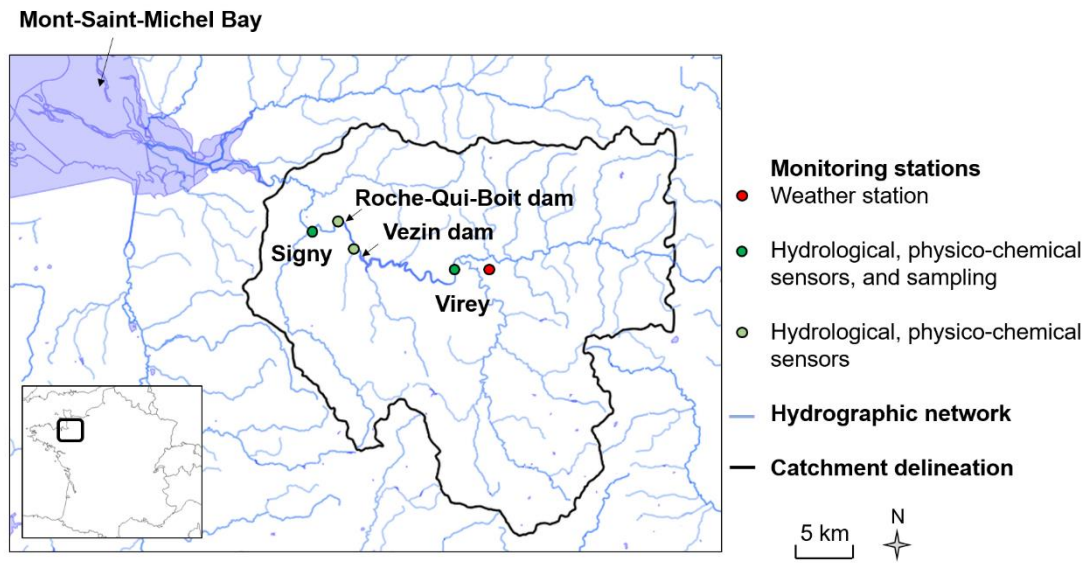 Mont-Saint-Michel Bay
Roche-Qui-Boit dam
Vezin dam
Signy
Virey
Monitoring stations
Weather station
Hydrological, physico-chemical
sensors, and sampling
Hydrological, physico-chemical
sensors
Hydrographic network
Catchment delineation
5 km
N